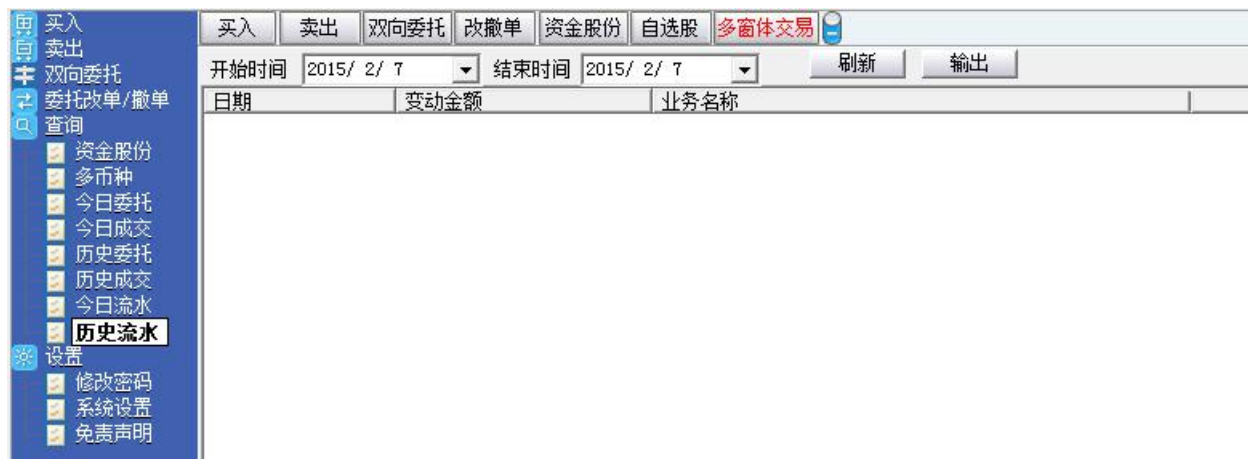 买入
卖出
双向委托
委托改单/撤单
查询
资金股份
多币种
今日委托
今日成交
历史委托
历史成交
今日流水
历史流水
设置
修改密码
系统设置
免责声明
买入 卖出 双向委托 改撤单 资金股份 自选股 多窗体交易
开始时间 2015/ 2/ 7 结束时间 2015/ 2/ 7 刷新 输出
日期 变动金额 业务名称